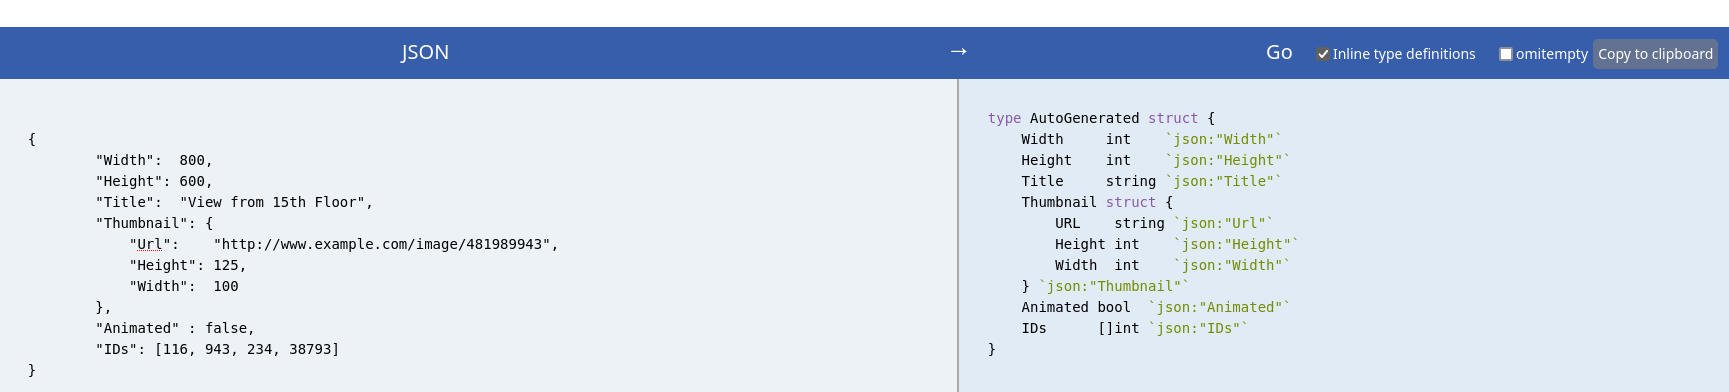 JSON → Go Inline type definitions omitempty Copy to clipboard
{
"Width":  800,
"Height": 600,
"Title":  "View from 15th Floor",
"Thumbnail": {
"Url":    "http://www.example.com/image/481989943",
"Height": 125,
"Width":  100
},
"Animated" : false,
"IDs": [116, 943, 234, 38793]
}
type AutoGenerated struct {
Width     int    `json:"Width"`
Height    int    `json:"Height"`
Title     string `json:"Title"`
Thumbnail struct {
URL    string `json:"Url"`
Height int    `json:"Height"`
Width  int    `json:"Width"`
} `json:"Thumbnail"`
Animated bool  `json:"Animated"`
IDs      []int `json:"IDs"`
}